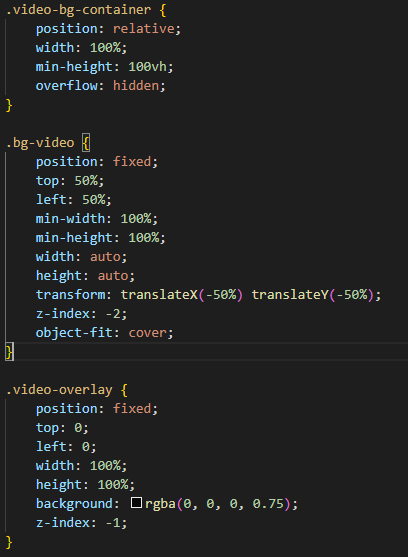 .video-bg-container {
    position: relative;
    width: 100%;
    min-height: 100vh;
    overflow: hidden;
}

.bg-video {
    position: fixed;
    top: 50%;
    left: 50%;
    min-width: 100%;
    min-height: 100%;
    width: auto;
    height: auto;
    transform: translateX(-50%) translateY(-50%);
    z-index: -2;
    object-fit: cover;
}

.video-overlay {
    position: fixed;
    top: 0;
    left: 0;
    width: 100%;
    height: 100%;
    background: rgba(0, 0, 0, 0.75);
    z-index: -1;
}